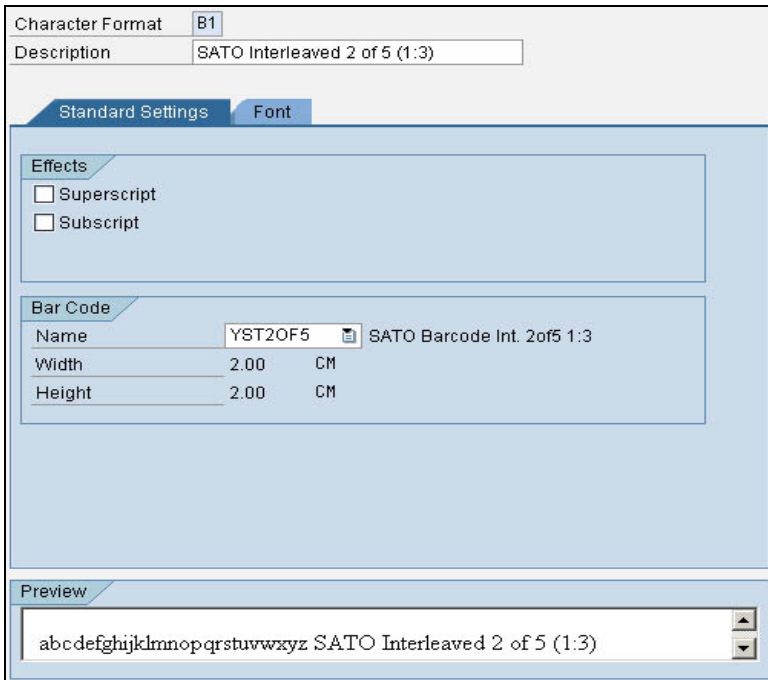 Character Format B1
Description SATO Interleaved 2 of 5 (1:3)
Standard Settings Font
Effects
Superscript
Subscript
Bar Code
Name YST2OF5 SATO Barcode Int. 2of5 1:3
Width 2.00 CM
Height 2.00 CM
Preview
abcdefghijklmnopqrstuvwxyz SATO Interleaved 2 of 5 (1:3)